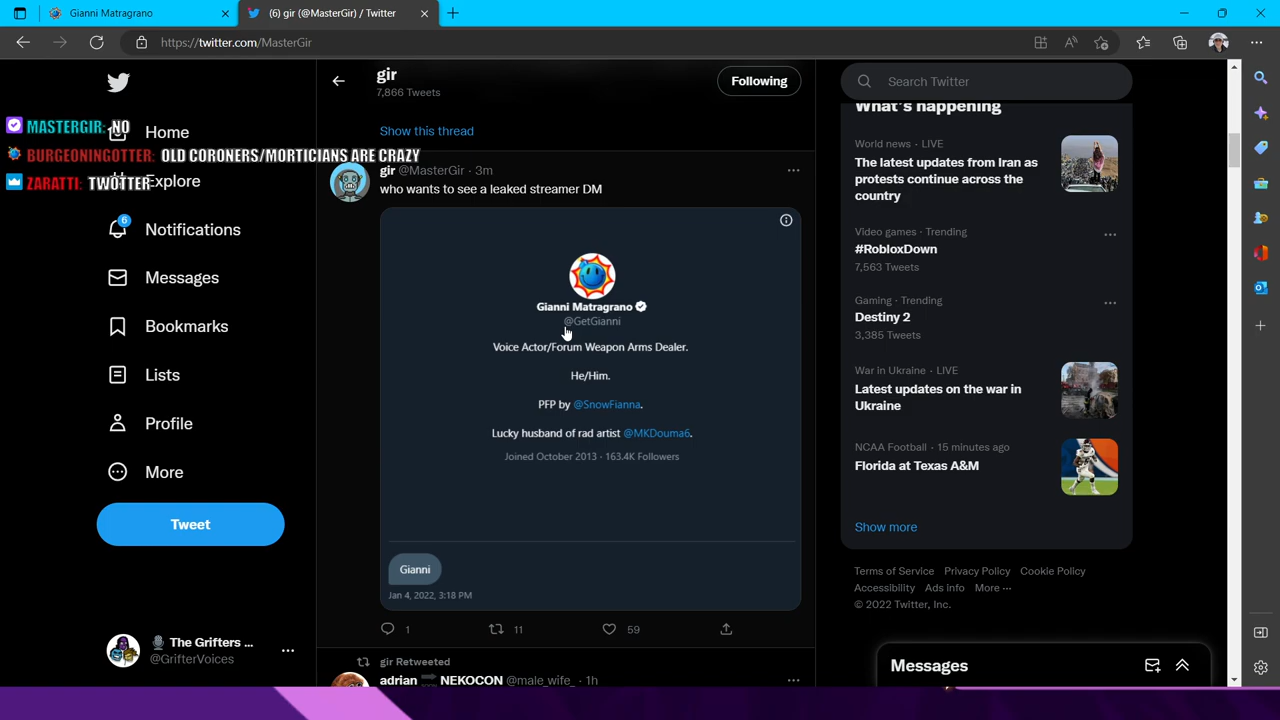 Gianni Matragrano
(6) gir (@MasterGir) / Twitter
https://twitter.com/MasterGir
MASTERGIR: NO
BURGEONINGOTTER: OLD CORONERS/MORTICIANS ARE CRAZY
ZARATTI: TWITTER
Home
Explore
6
Notifications
Messages
Bookmarks
Lists
Profile
More
Tweet
The Grifters ...
@GrifterVoices
gir
7,866 Tweets
Following
Show this thread
gir @MasterGir · 3m
who wants to see a leaked streamer DM
Gianni Matragrano
@GetGianni
Voice Actor/Forum Weapon Arms Dealer.
He/Him.
PFP by @SnowFianna.
Lucky husband of rad artist @MKDouma6.
Joined October 2013 · 163.4K Followers
Gianni
Jan 4, 2022, 3:18 PM
1 11 59
gir Retweeted
adrian NEKOCON @male_wife_ · 1h
Search Twitter
What's happening
World news · LIVE
The latest updates from Iran as
protests continue across the
country
Video games · Trending
#RobloxDown
7,563 Tweets
Gaming · Trending
Destiny 2
3,385 Tweets
War in Ukraine · LIVE
Latest updates on the war in
Ukraine
NCAA Football · 15 minutes ago
Florida at Texas A&M
Show more
Terms of Service Privacy Policy Cookie Policy
Accessibility Ads info More ···
© 2022 Twitter, Inc.
Messages